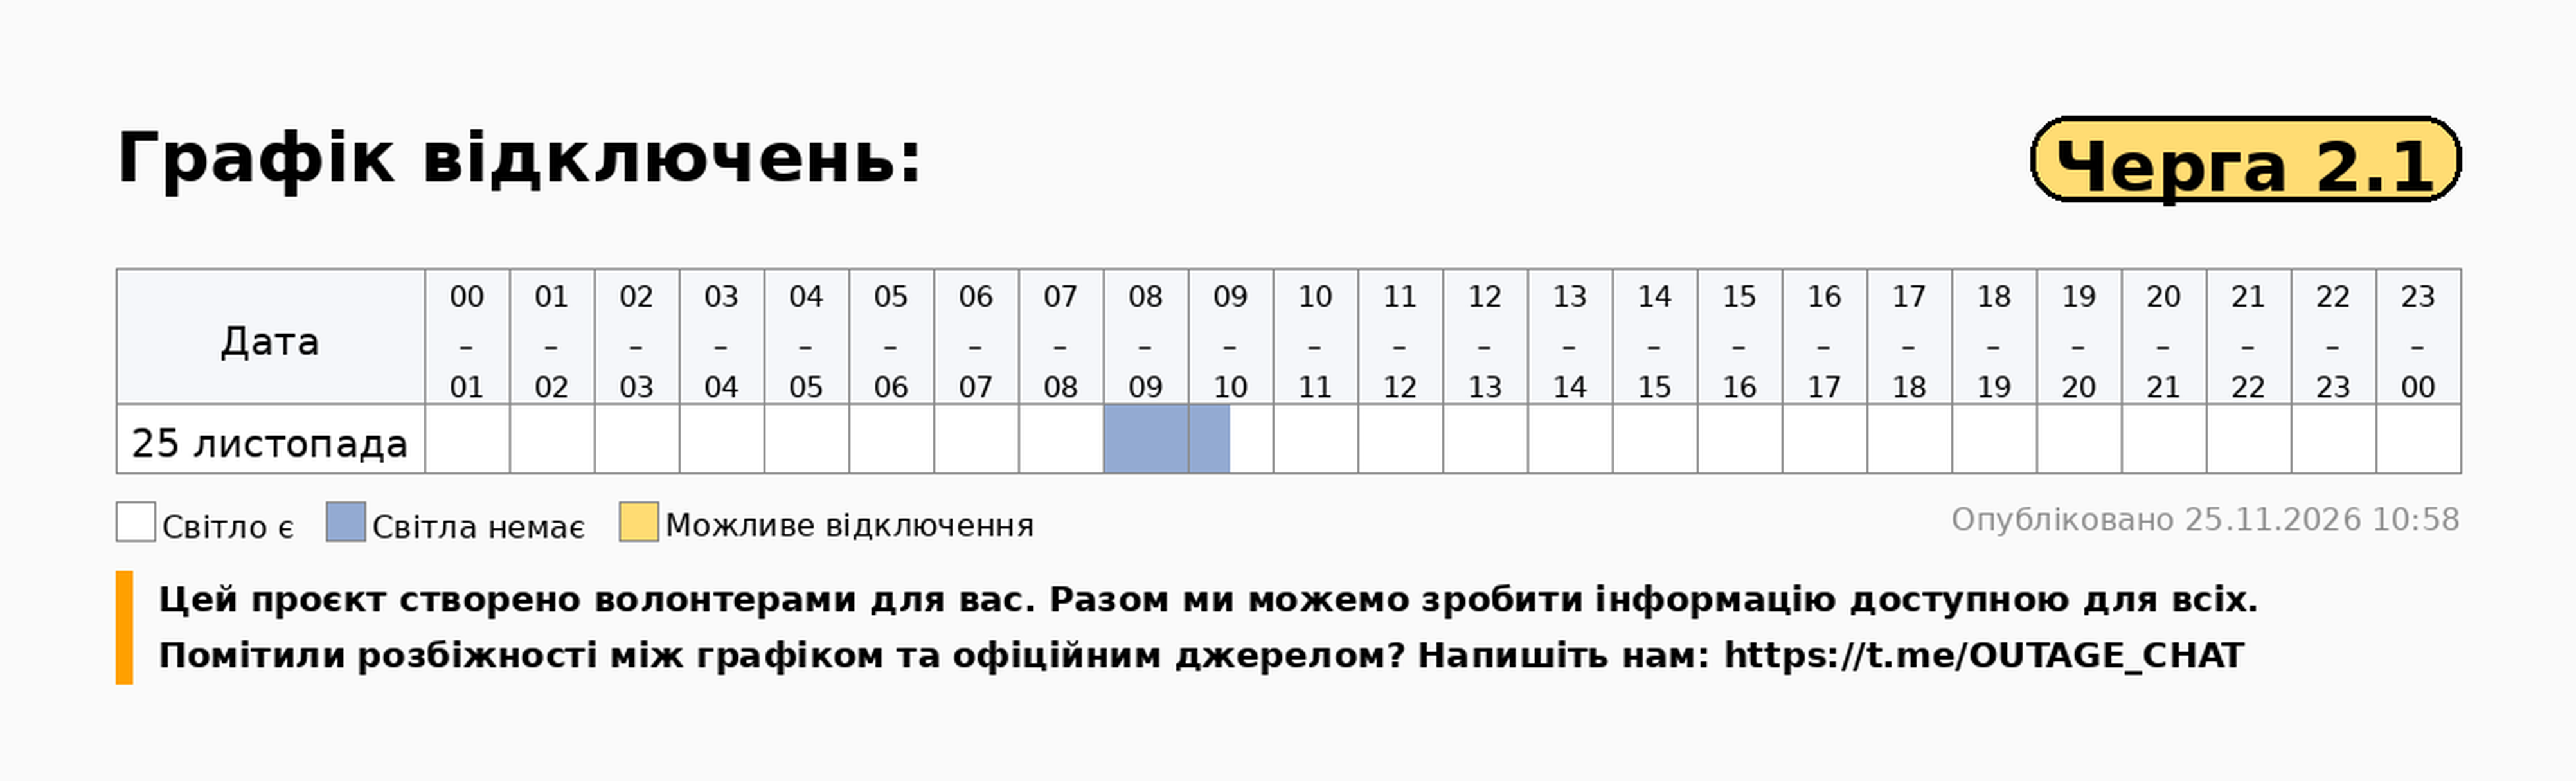 Графік відключень:
Черга 2.1
Дата
00 – 01
01 – 02
02 – 03
03 – 04
04 – 05
05 – 06
06 – 07
07 – 08
08 – 09
09 – 10
10 – 11
11 – 12
12 – 13
13 – 14
14 – 15
15 – 16
16 – 17
17 – 18
18 – 19
19 – 20
20 – 21
21 – 22
22 – 23
23 – 00
25 листопада
Світло є
Світла немає
Можливе відключення
Опубліковано 25.11.2026 10:58
Цей проєкт створено волонтерами для вас. Разом ми можемо зробити інформацію доступною для всіх.
Помітили розбіжності між графіком та офіційним джерелом? Напишіть нам: https://t.me/OUTAGE_CHAT